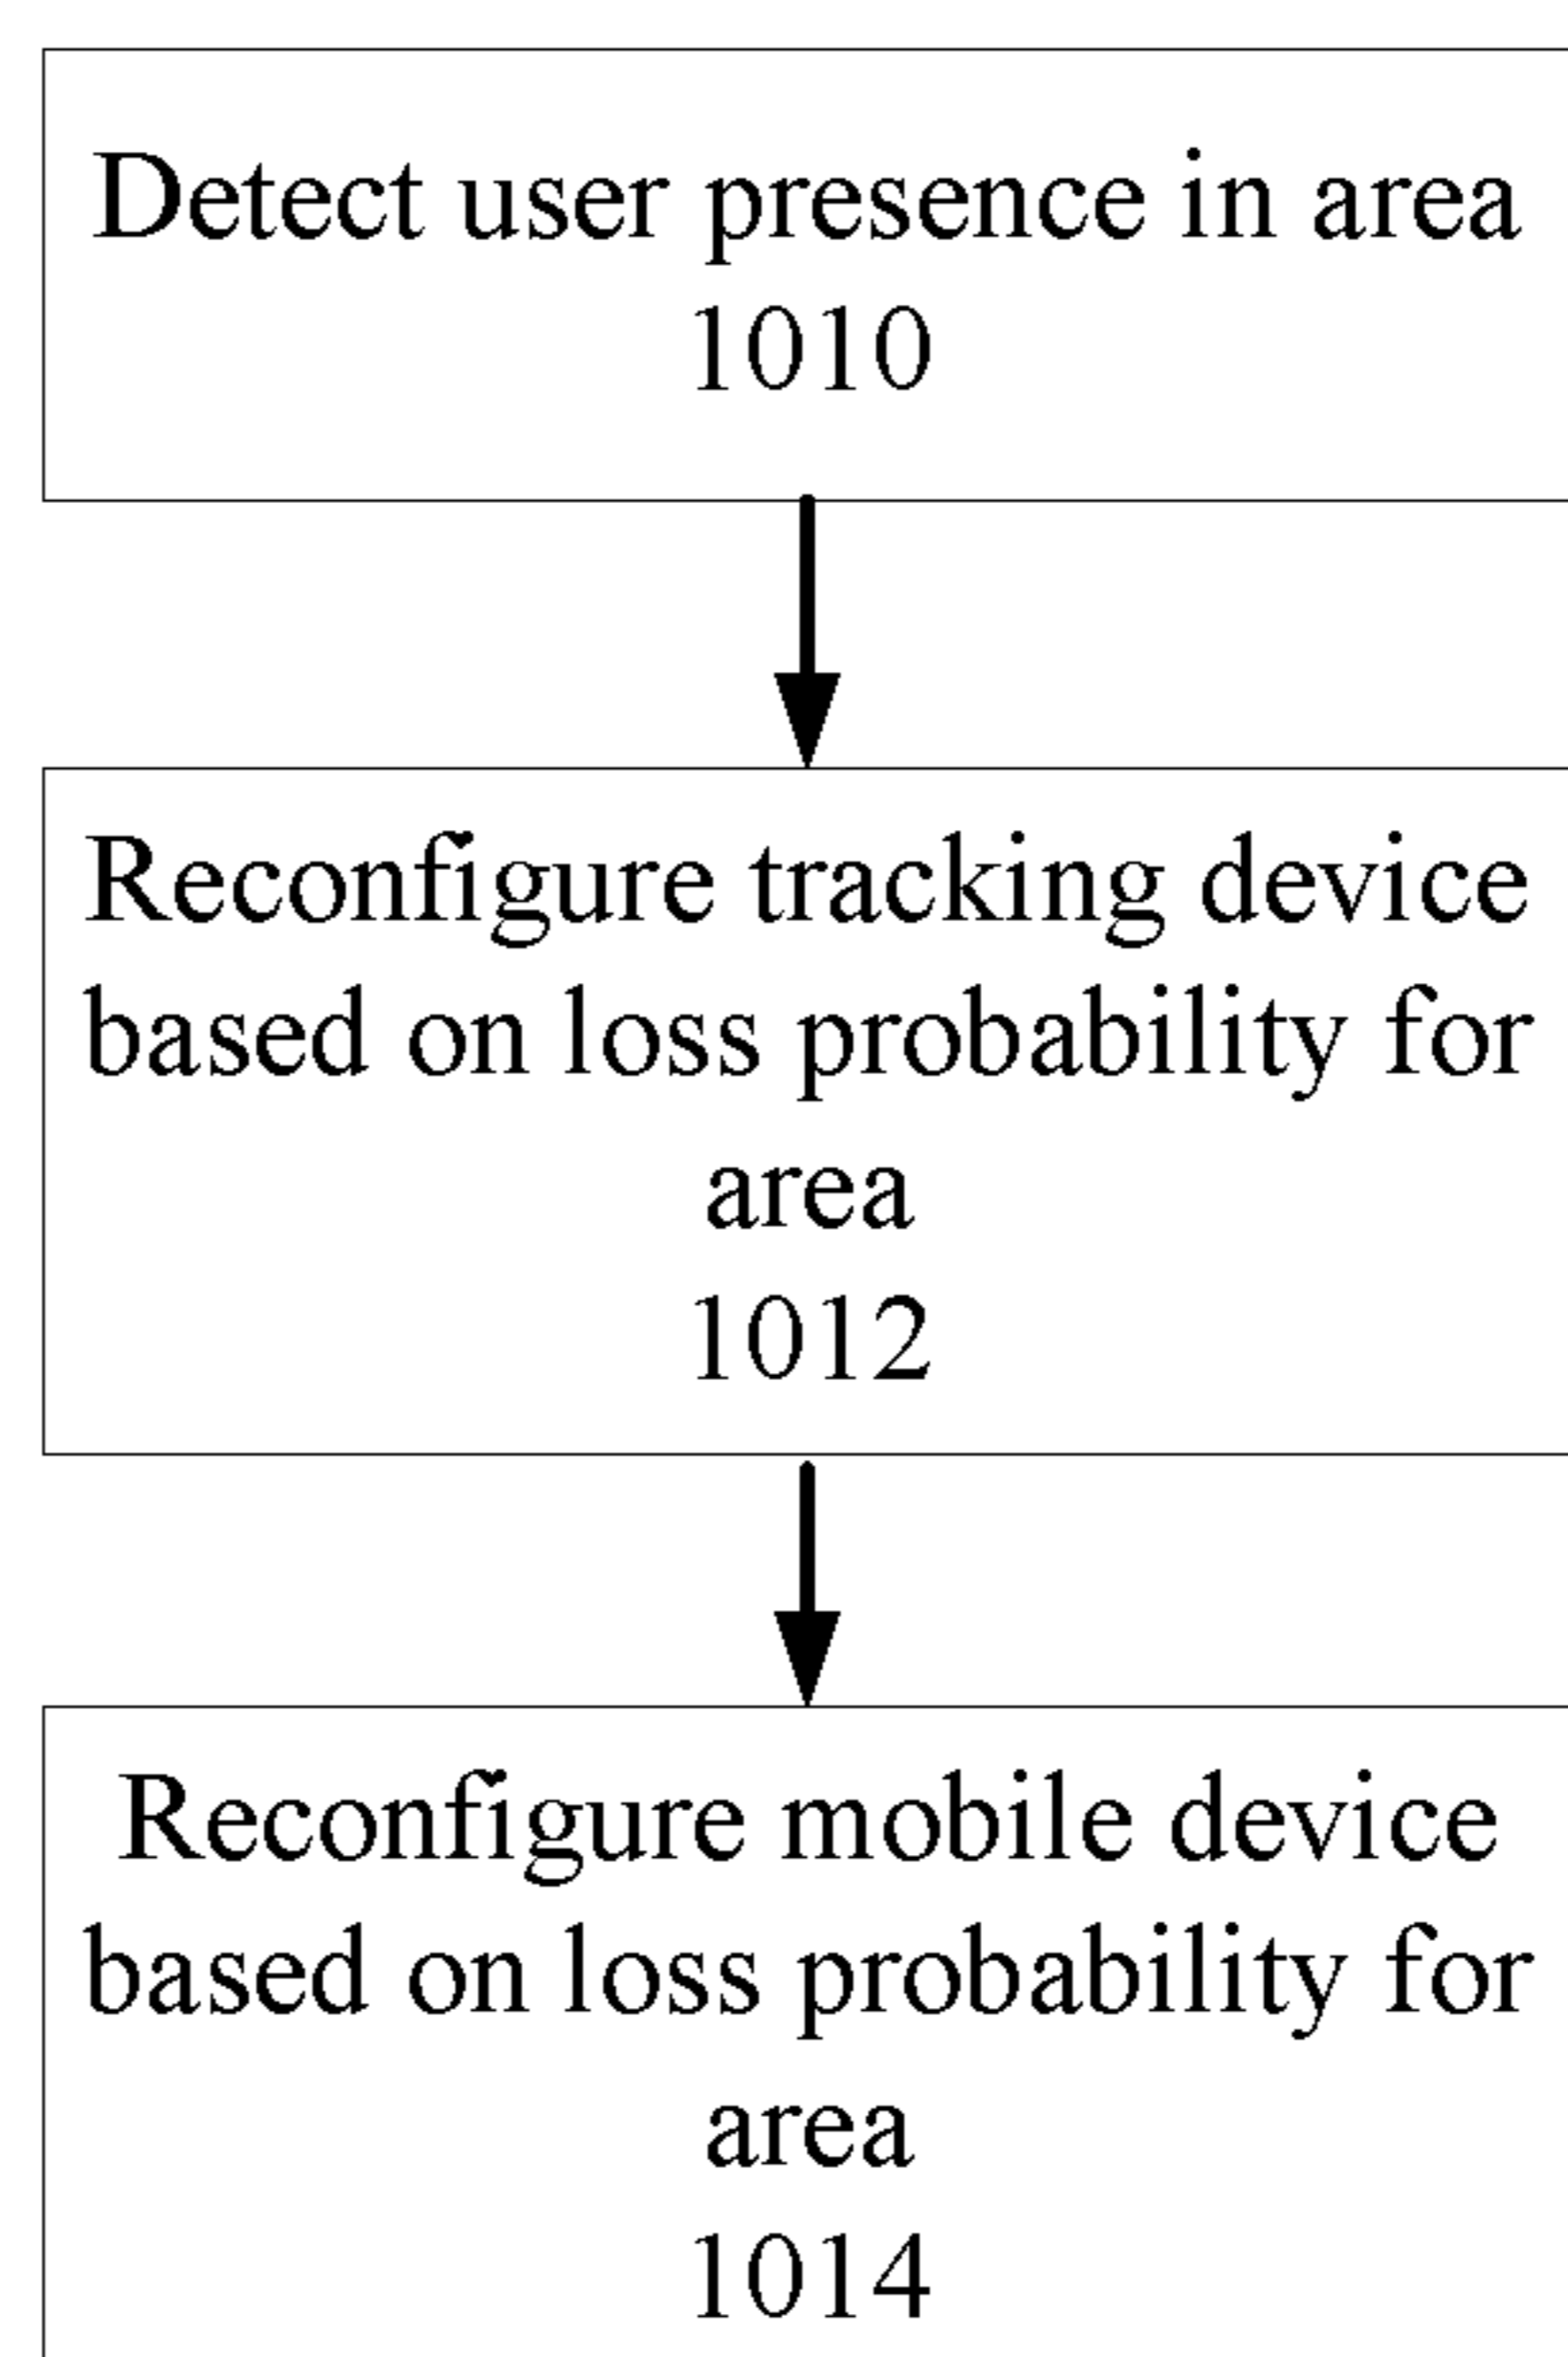 Detect user presence in area
1010
Reconfigure tracking device
based on loss probability for
area
1012
Reconfigure mobile device
based on loss probability for
area
1014